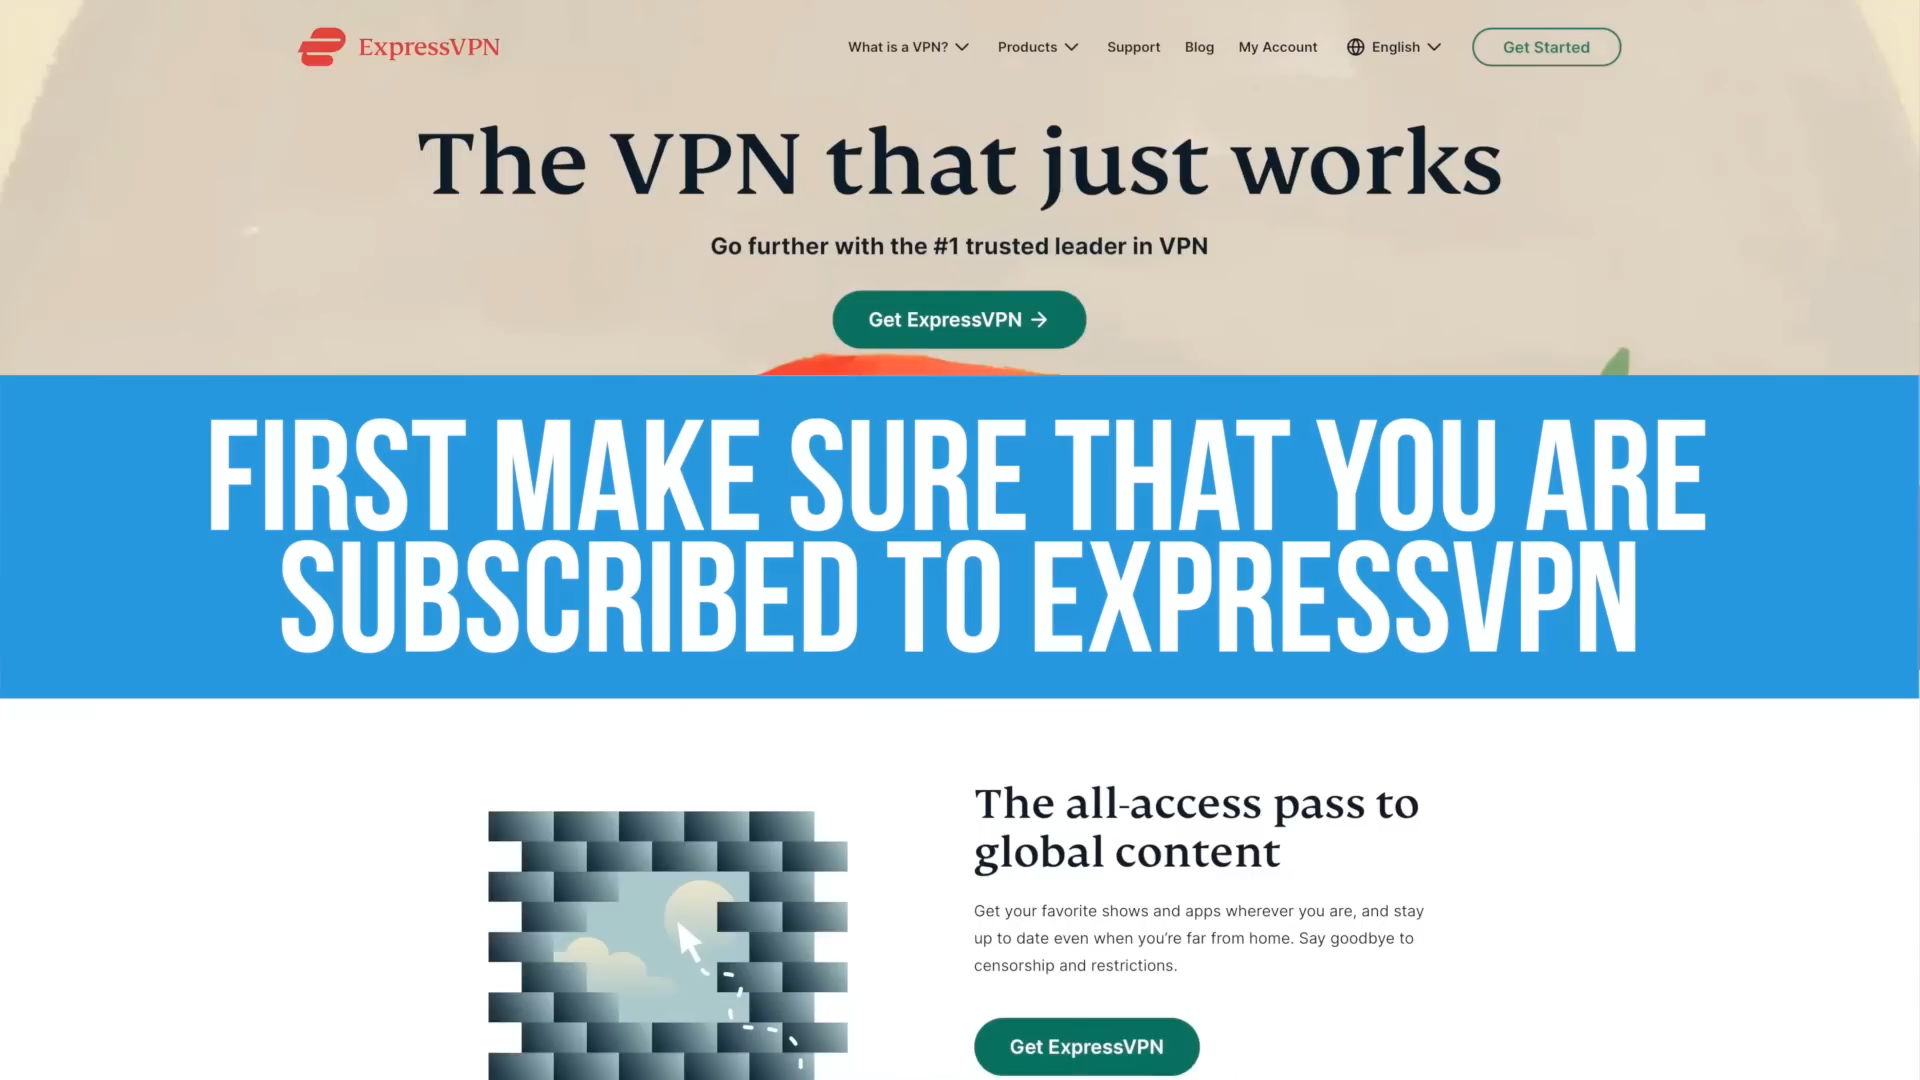 ExpressVPN
What is a VPN? Products Support Blog My Account English Get Started
The VPN that just works
Go further with the #1 trusted leader in VPN
Get ExpressVPN →
FIRST MAKE SURE THAT YOU ARE
SUBSCRIBED TO EXPRESSVPN
The all-access pass to
global content
Get your favorite shows and apps wherever you are, and stay
up to date even when you’re far from home. Say goodbye to
censorship and restrictions.
Get ExpressVPN